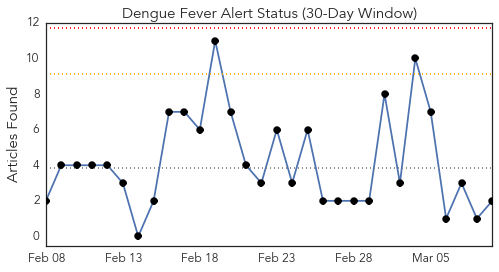 Dengue Fever Alert Status (30-Day Window)
Articles Found
12
10
8
6
4
2
0
Feb 08 Feb 13 Feb 18 Feb 23 Feb 28 Mar 05